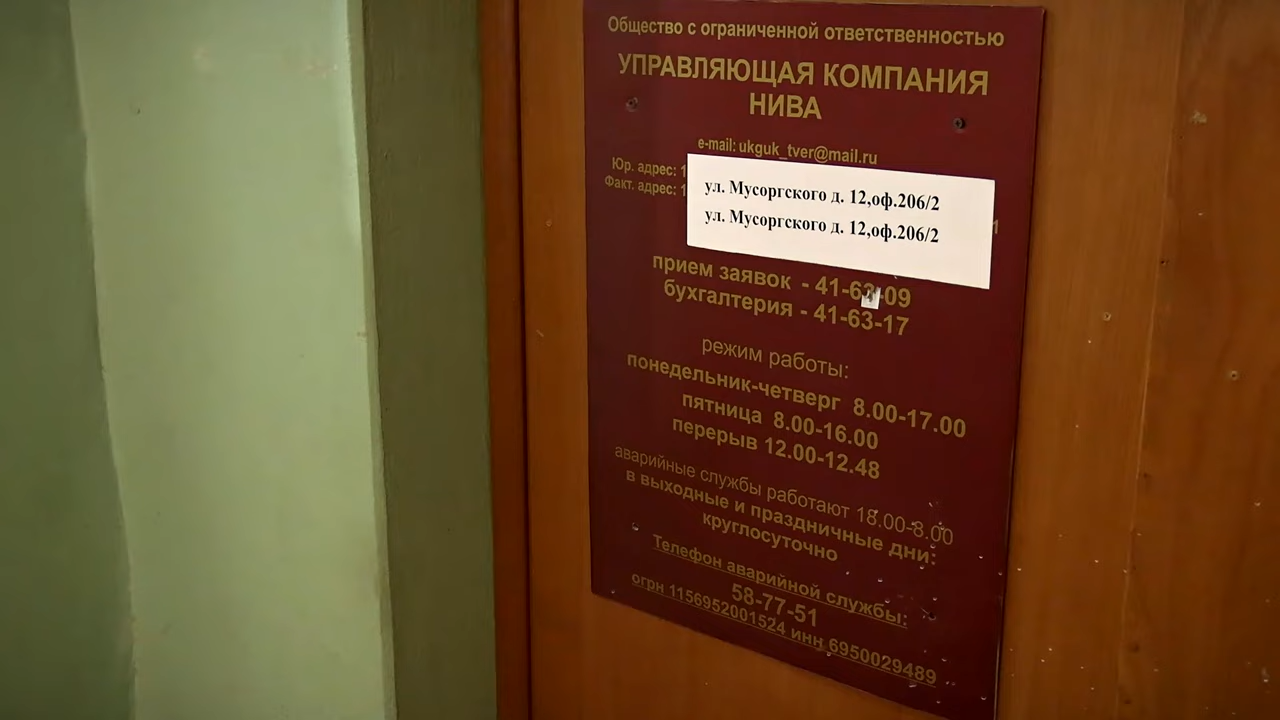 Общество с ограниченной ответственностью
УПРАВЛЯЮЩАЯ КОМПАНИЯ
НИВА
e-mail: ukguk_tver@mail.ru
Юр. адрес: 1
Факт. адрес: 1
ул. Мусоргского д. 12,оф.206/2
ул. Мусоргского д. 12,оф.206/2
прием заявок - 41-63-09
бухгалтерия - 41-63-17
режим работы:
понедельник-четверг 8.00-17.00
пятница 8.00-16.00
перерыв 12.00-12.48
аварийные службы работают 18.00-8.00
в выходные и праздничные дни:
круглосуточно
Телефон аварийной службы:
58-77-51
огрн 1156952001524 инн 6950029489